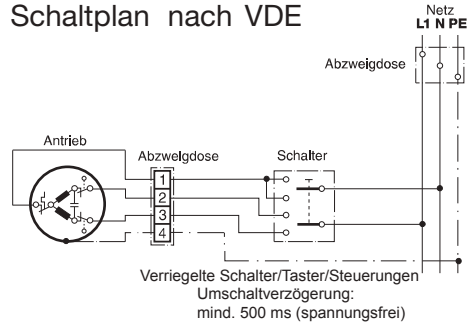 Schaltplan nach VDE
Netz
L1 N PE
Abzweigdose
Antrieb
Abzweigdose
Schalter
1
2
3
4
Verriegelte Schalter/Taster/Steuerungen
Umschaltverzögerung:
mind. 500 ms (spannungsfrei)